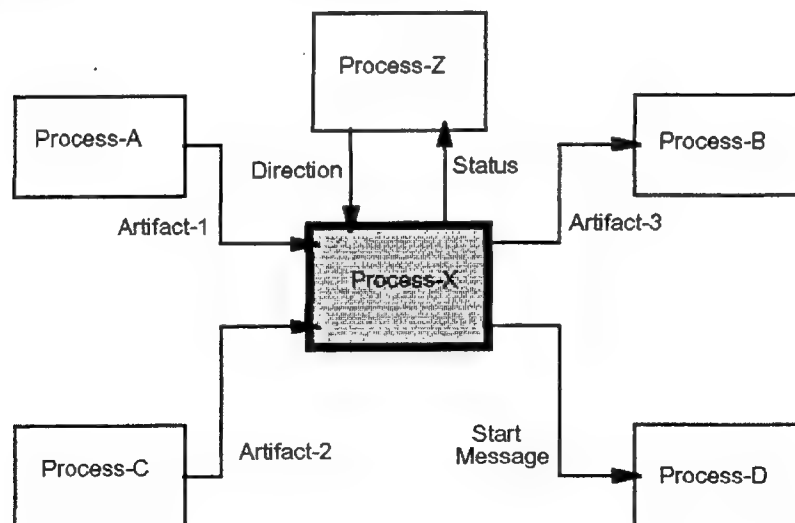 Process-Z
Process-A
Process-B
Direction
Status
Artifact-1
Artifact-3
Process-X
Artifact-2
Start
Message
Process-C
Process-D